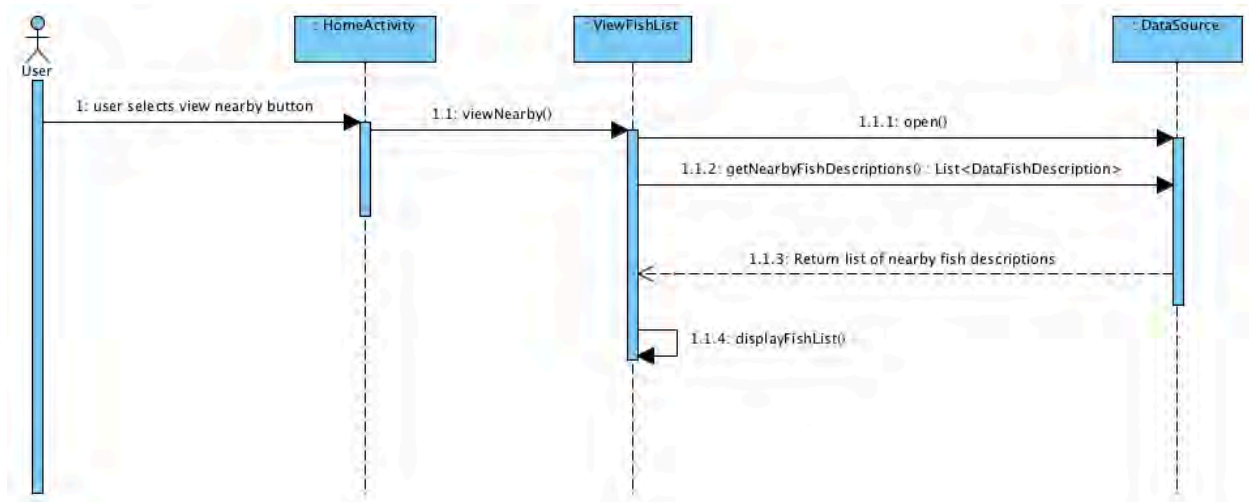 : HomeActivity
: ViewFishList
: DataSource
User
1: user selects view nearby button
1.1: viewNearby()
1.1.1: open()
1.1.2: getNearbyFishDescriptions() : List<DataFishDescription>
1.1.3: Return list of nearby fish descriptions
1.1.4: displayFishList()